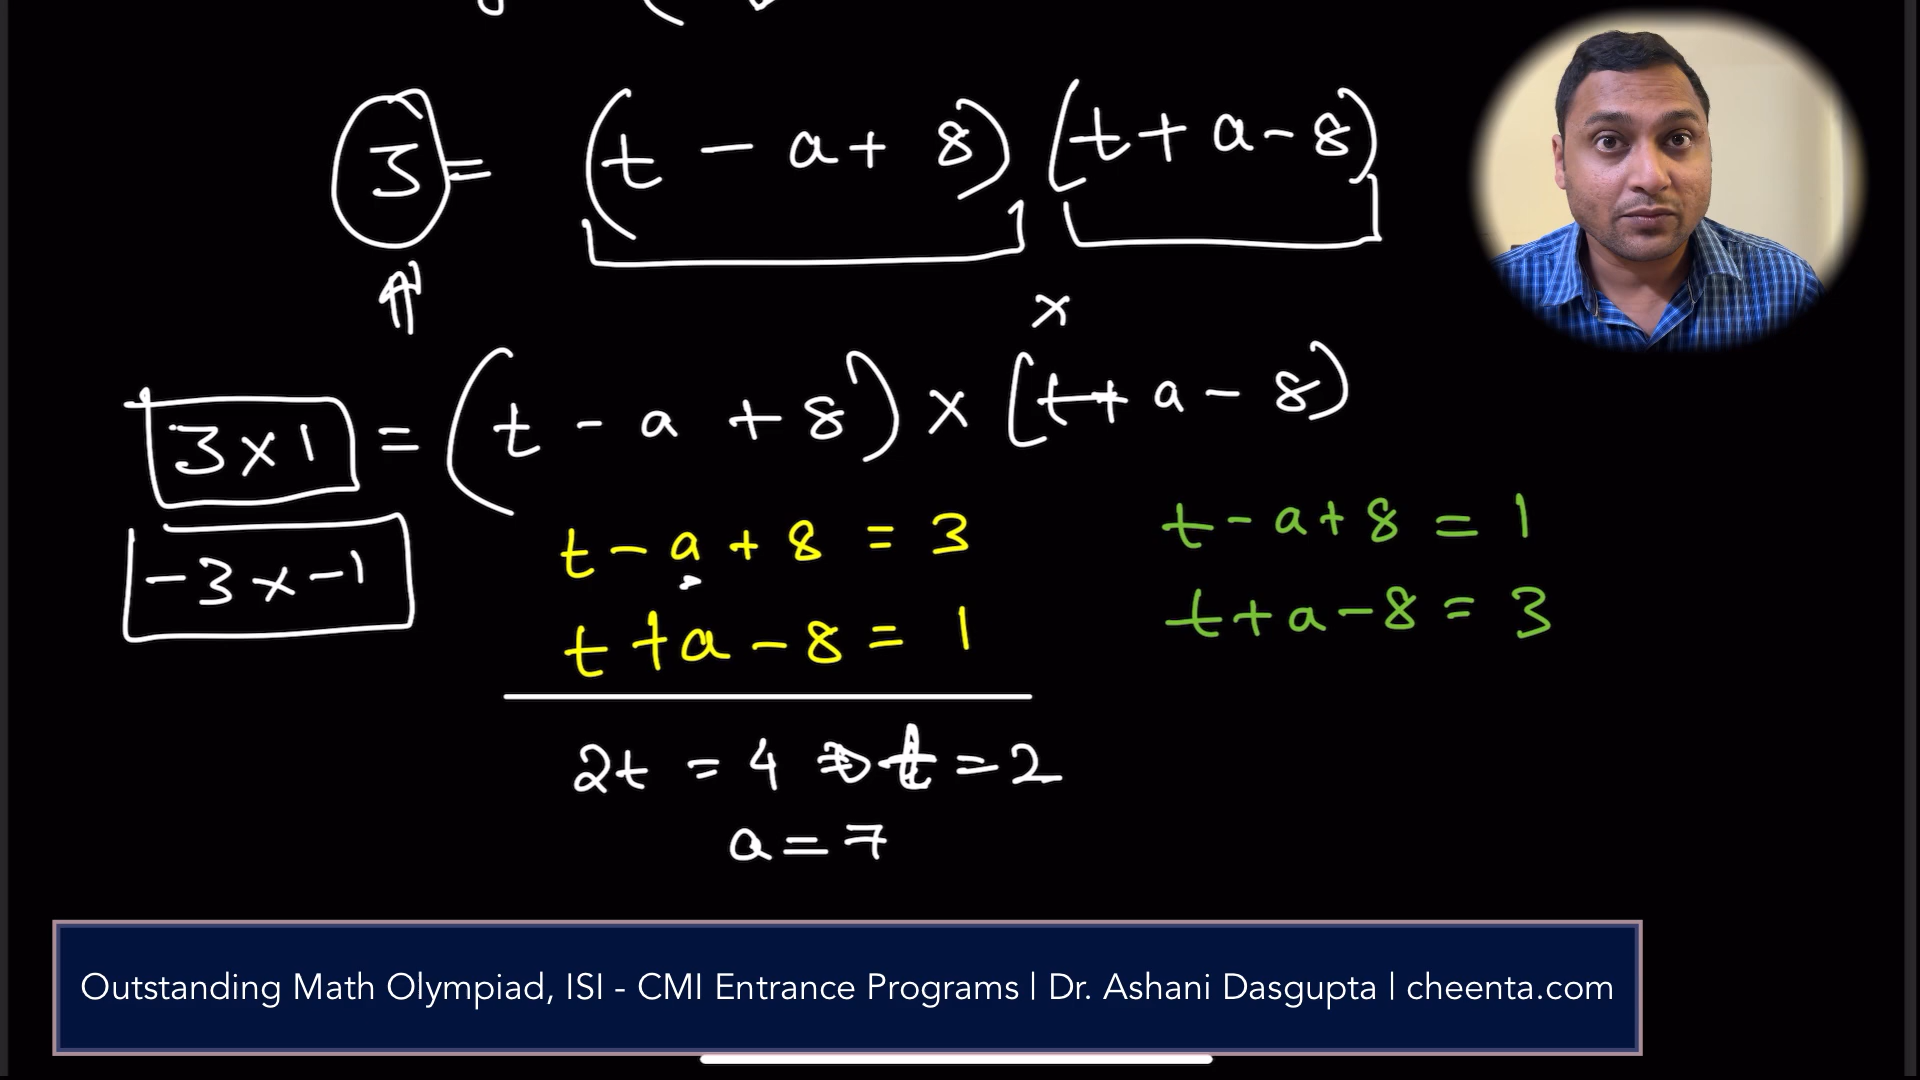 3 = (t - a + 8) (t + a - 8)
x
3 x 1 = (t - a + 8) x (t + a - 8)
-3 x -1
t - a + 8 = 3
t + a - 8 = 1
2t = 4 ⇒ t = 2
a = 7
t - a + 8 = 1
t + a - 8 = 3
Outstanding Math Olympiad, ISI - CMI Entrance Programs | Dr. Ashani Dasgupta | cheenta.com